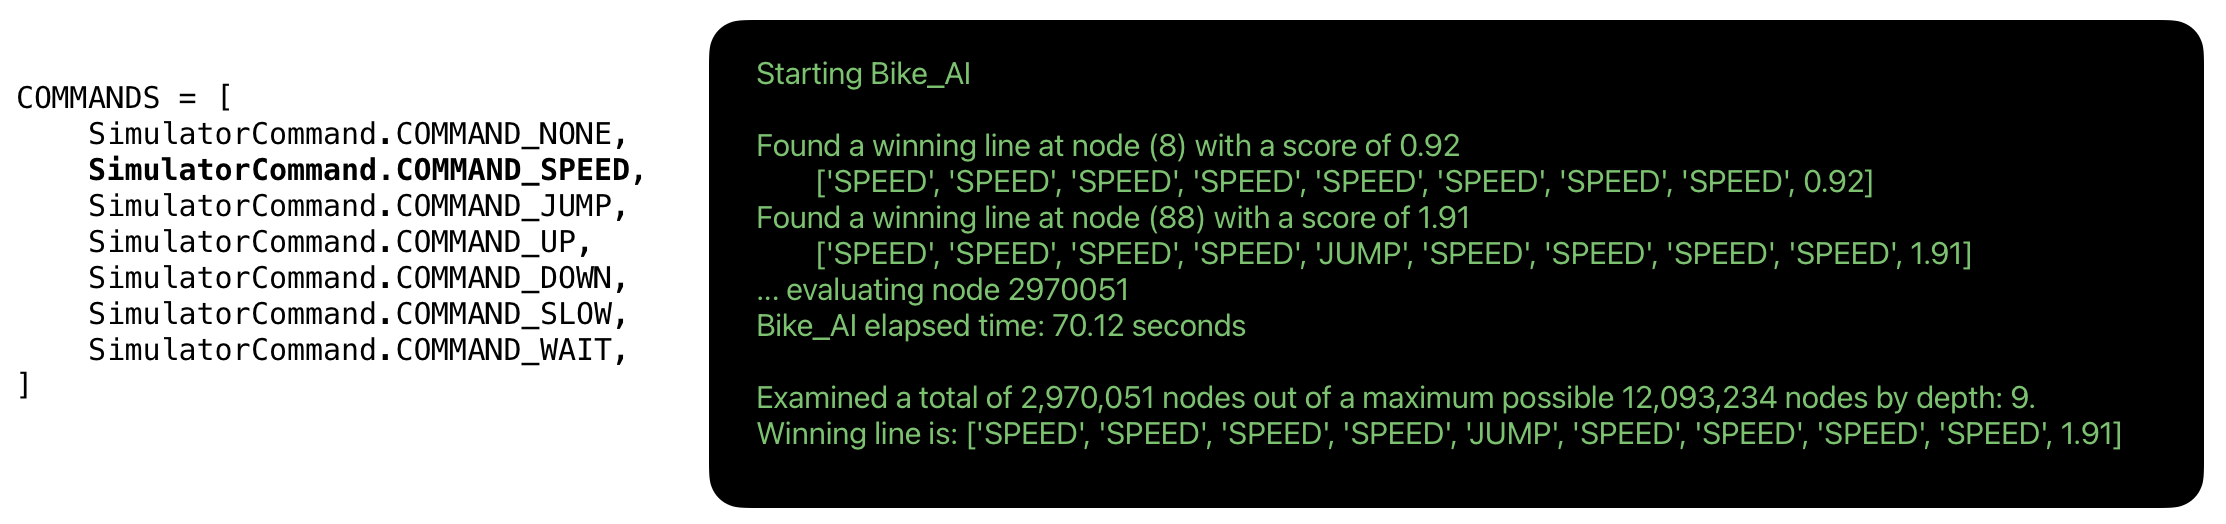 COMMANDS = [
    SimulatorCommand.COMMAND_NONE,
    SimulatorCommand.COMMAND_SPEED,
    SimulatorCommand.COMMAND_JUMP,
    SimulatorCommand.COMMAND_UP,
    SimulatorCommand.COMMAND_DOWN,
    SimulatorCommand.COMMAND_SLOW,
    SimulatorCommand.COMMAND_WAIT,
]
Starting Bike_AI
Found a winning line at node (8) with a score of 0.92
['SPEED', 'SPEED', 'SPEED', 'SPEED', 'SPEED', 'SPEED', 'SPEED', 'SPEED', 0.92]
Found a winning line at node (88) with a score of 1.91
['SPEED', 'SPEED', 'SPEED', 'SPEED', 'JUMP', 'SPEED', 'SPEED', 'SPEED', 'SPEED', 1.91]
... evaluating node 2970051
Bike_AI elapsed time: 70.12 seconds
Examined a total of 2,970,051 nodes out of a maximum possible 12,093,234 nodes by depth: 9.
Winning line is: ['SPEED', 'SPEED', 'SPEED', 'SPEED', 'JUMP', 'SPEED', 'SPEED', 'SPEED', 'SPEED', 1.91]